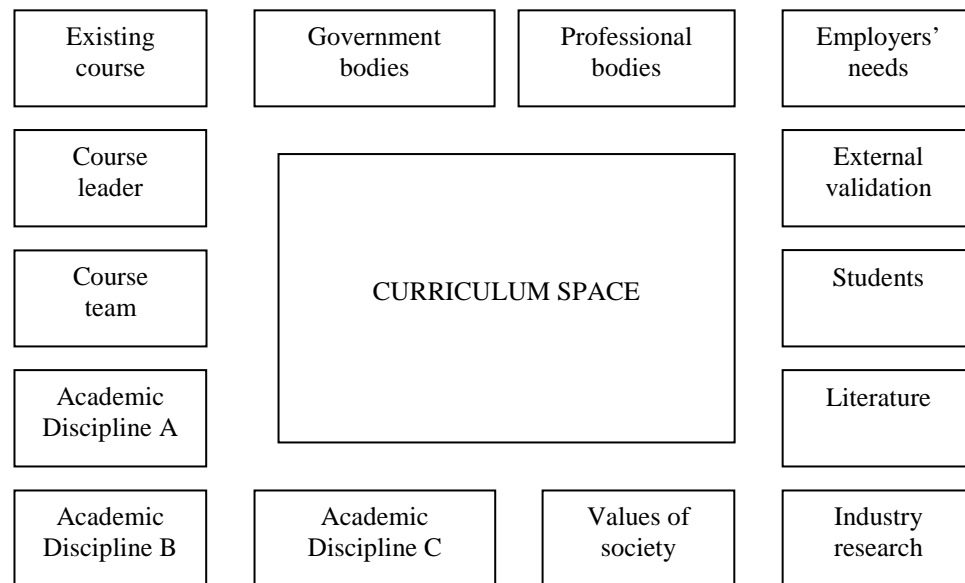 Existing
course
Government
bodies
Professional
bodies
Employers’
needs
Course
leader
External
validation
Course
team
CURRICULUM SPACE
Students
Academic
Discipline A
Literature
Academic
Discipline B
Academic
Discipline C
Values of
society
Industry
research